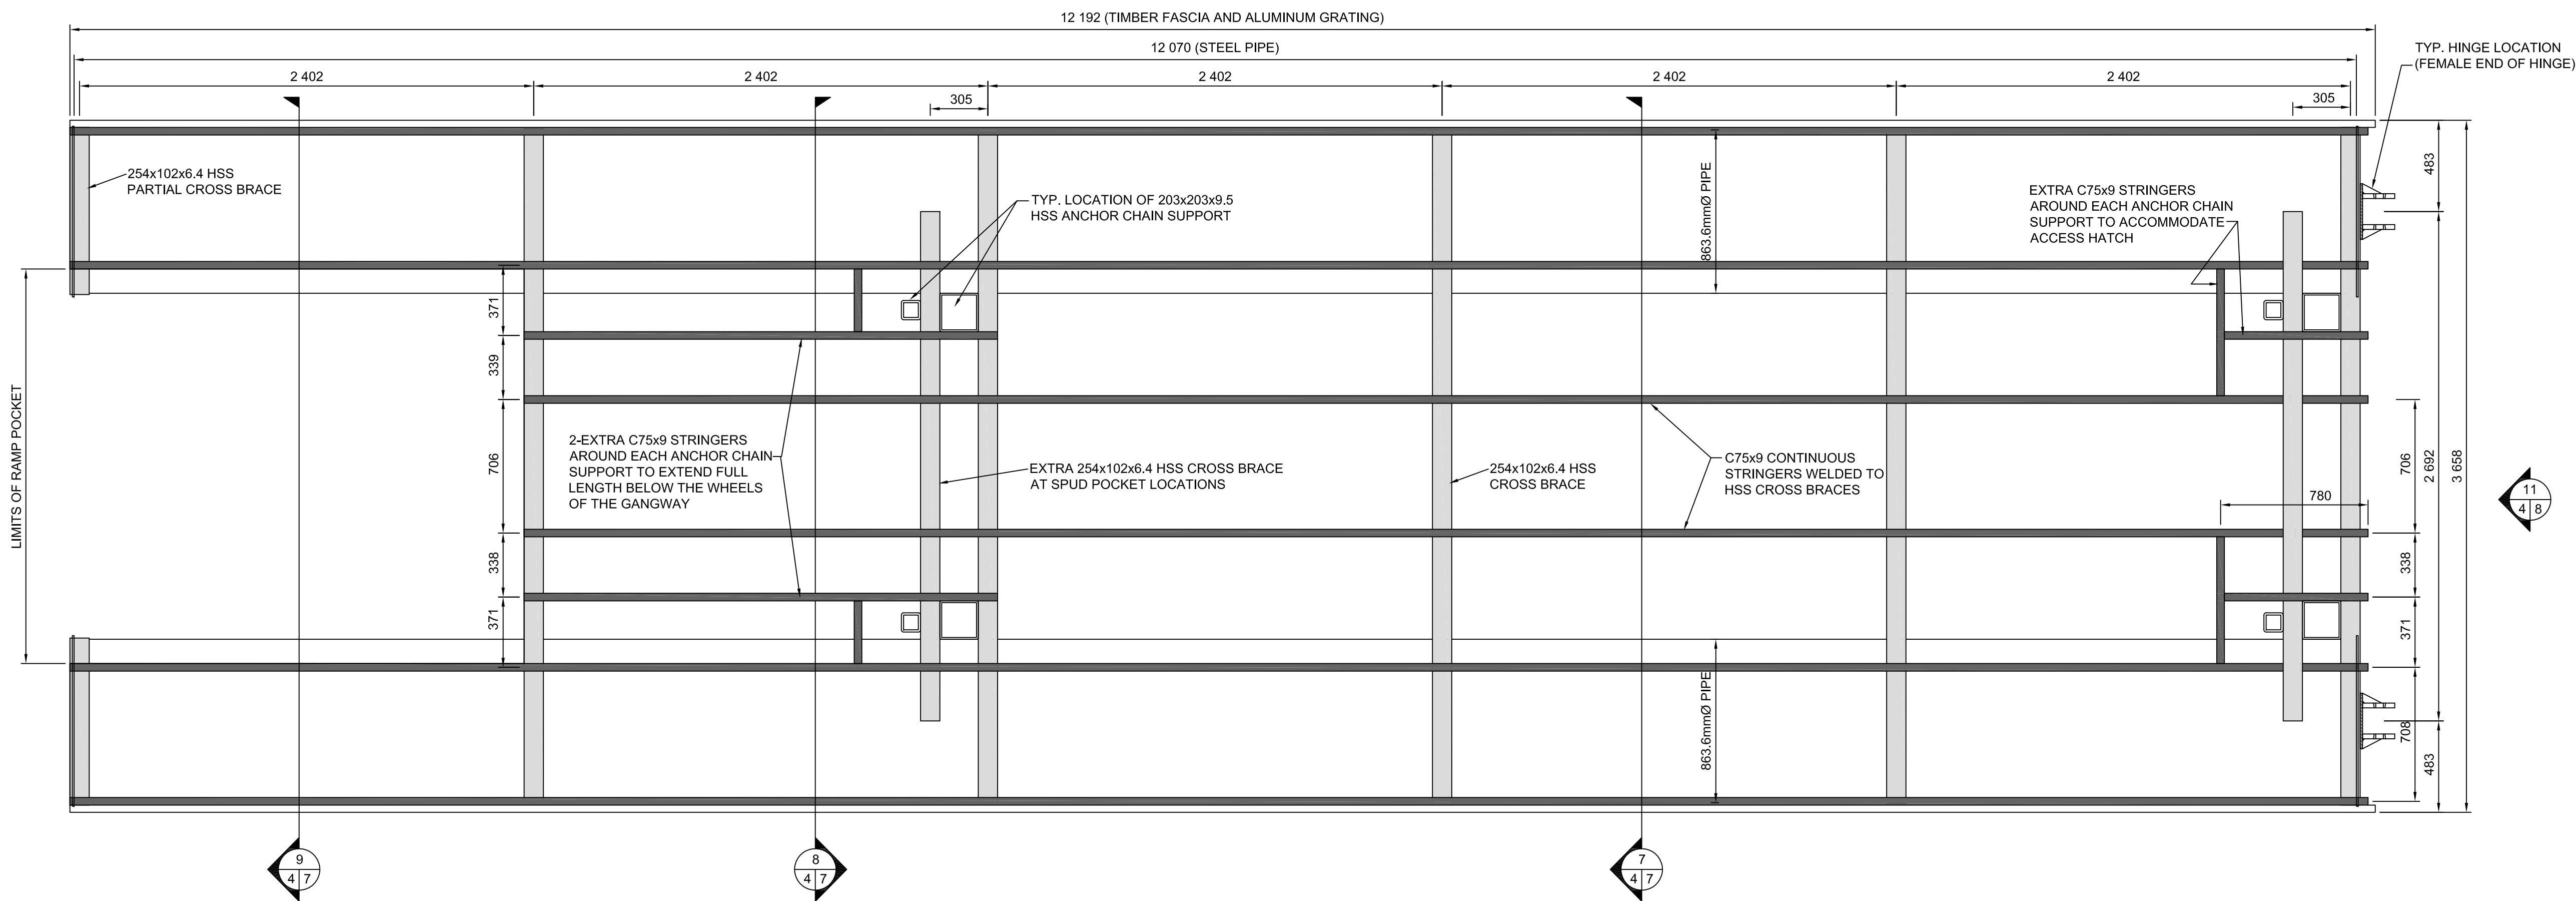 12 192 (TIMBER FASCIA AND ALUMINUM GRATING)
12 070 (STEEL PIPE)
2 402
2 402
2 402
2 402
2 402
305
305
TYP. HINGE LOCATION
(FEMALE END OF HINGE)
254x102x6.4 HSS
PARTIAL CROSS BRACE
TYP. LOCATION OF 203x203x9.5
HSS ANCHOR CHAIN SUPPORT
863.6mmØ PIPE
EXTRA C75x9 STRINGERS
AROUND EACH ANCHOR CHAIN
SUPPORT TO ACCOMMODATE
ACCESS HATCH
483
371
339
706
338
371
LIMITS OF RAMP POCKET
2-EXTRA C75x9 STRINGERS
AROUND EACH ANCHOR CHAIN
SUPPORT TO EXTEND FULL
LENGTH BELOW THE WHEELS
OF THE GANGWAY
EXTRA 254x102x6.4 HSS CROSS BRACE
AT SPUD POCKET LOCATIONS
254x102x6.4 HSS
CROSS BRACE
C75x9 CONTINUOUS
STRINGERS WELDED TO
HSS CROSS BRACES
780
706
2 692
3 658
338
371
708
483
863.6mmØ PIPE
11
4 8
9
4 7
8
4 7
7
4 7